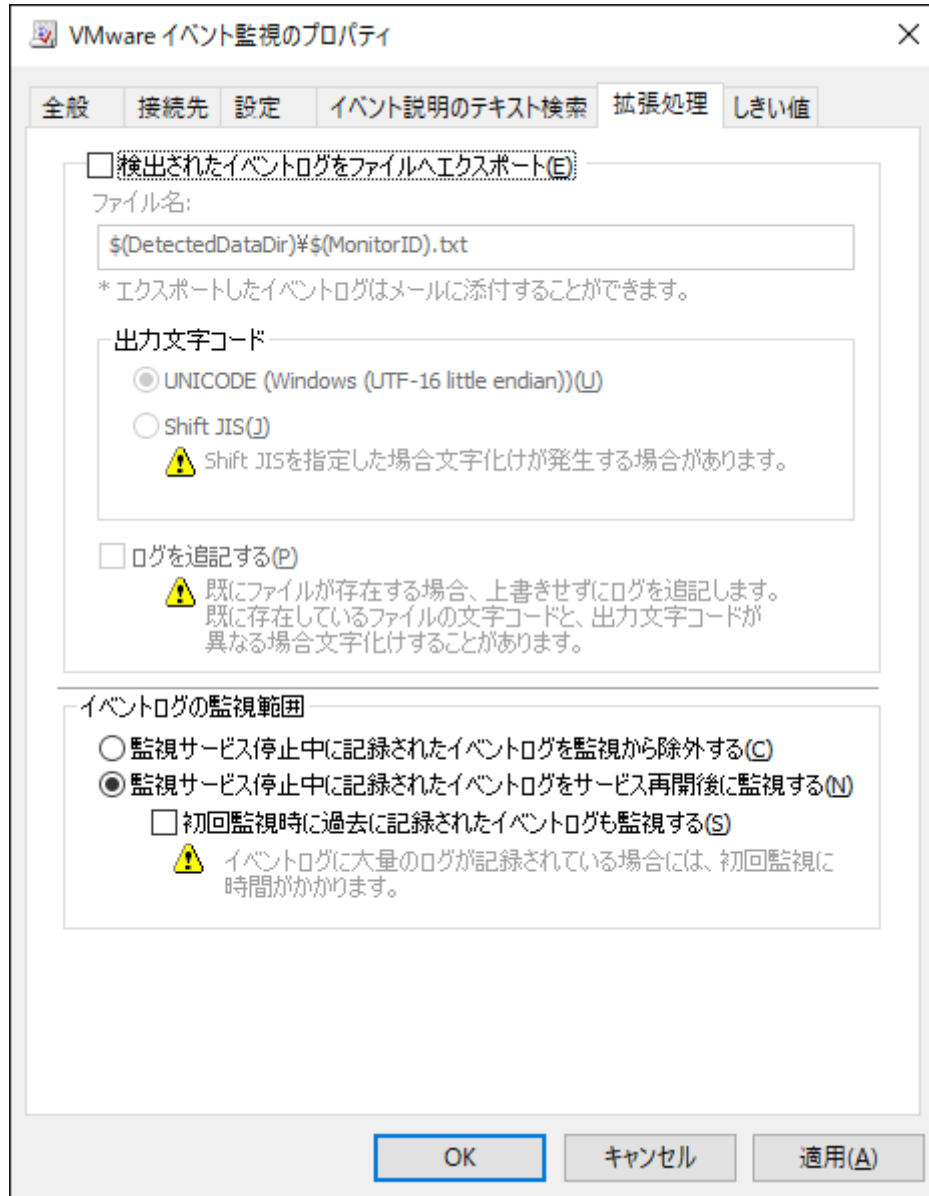 VMware イベント監視のプロパティ
全般 接続先 設定 イベント説明のテキスト検索 拡張処理 しきい値
検出されたイベントログをファイルへエクスポート(E)
ファイル名:
$(DetectedDataDir)¥$(MonitorID).txt
* エクスポートしたイベントログはメールに添付することができます。
出力文字コード
UNICODE (Windows (UTF-16 little endian))(U)
Shift JIS(J)
Shift JISを指定した場合文字化けが発生する場合があります。
ログを追記する(P)
既にファイルが存在する場合、上書きせずにログを追記します。
既に存在しているファイルの文字コードと、出力文字コードが
異なる場合文字化けすることがあります。
イベントログの監視範囲
監視サービス停止中に記録されたイベントログを監視から除外する(C)
監視サービス停止中に記録されたイベントログをサービス再開後に監視する(N)
初回監視時に過去に記録されたイベントログも監視する(S)
イベントログに大量のログが記録されている場合には、初回監視に
時間がかかります。
OK キャンセル 適用(A)